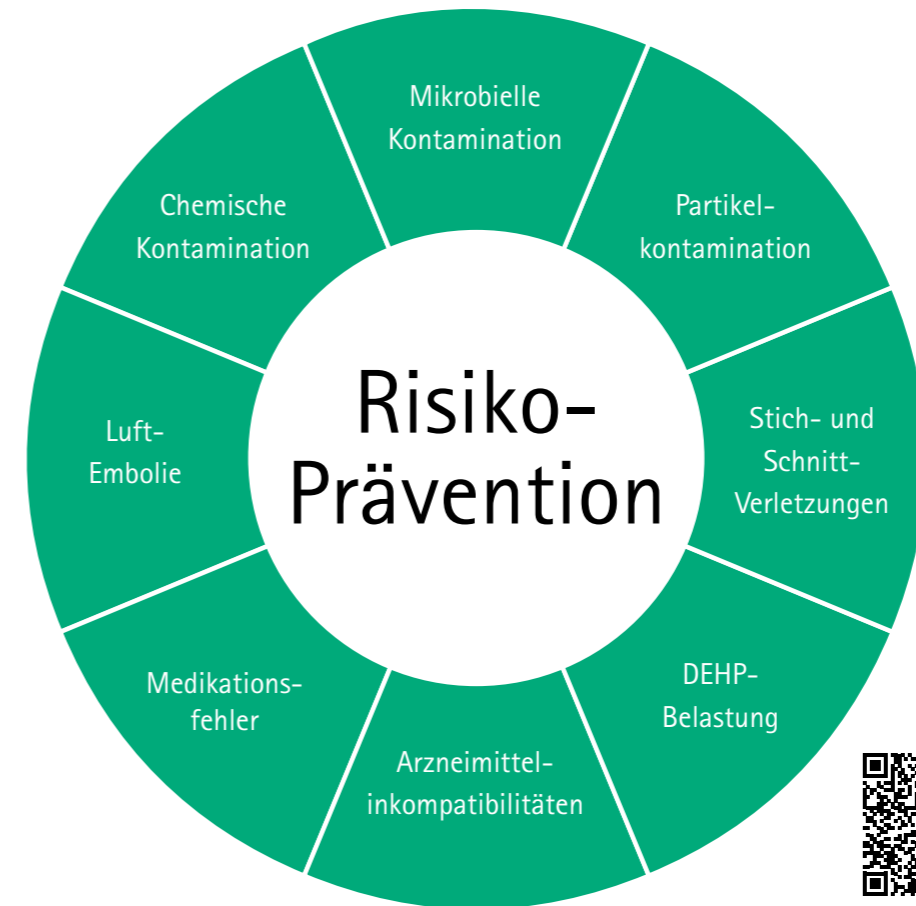 Mikrobielle
Kontamination
Partikel-
kontamination
Stich- und
Schnitt-
Verletzungen
DEHP-
Belastung
Arzneimittel-
inkompatibilitäten
Medikations-
fehler
Luft-
Embolie
Chemische
Kontamination
Risiko-
Prävention